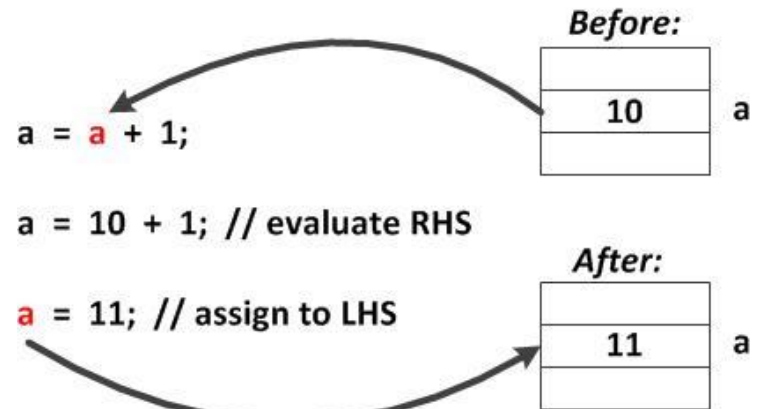 Before:
10 a
a = a + 1;
a = 10 + 1; // evaluate RHS
After:
a = 11; // assign to LHS
11 a